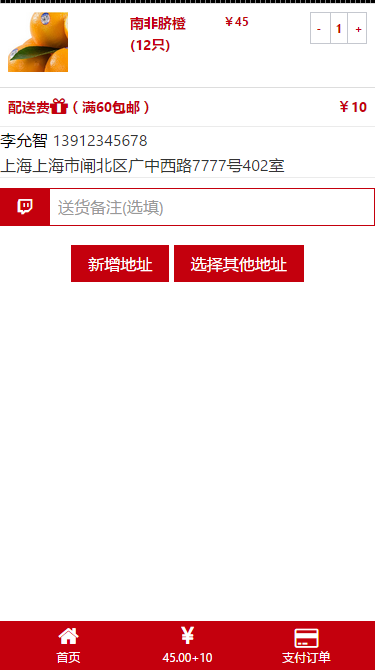 南非脐橙 ￥45 - 1 +
(12只)
配送费 ( 满60包邮 ) ￥10
李允智 13912345678
上海上海市闸北区广中西路7777号402室
送货备注(选填)
新增地址 选择其他地址
首页 45.00+10 支付订单